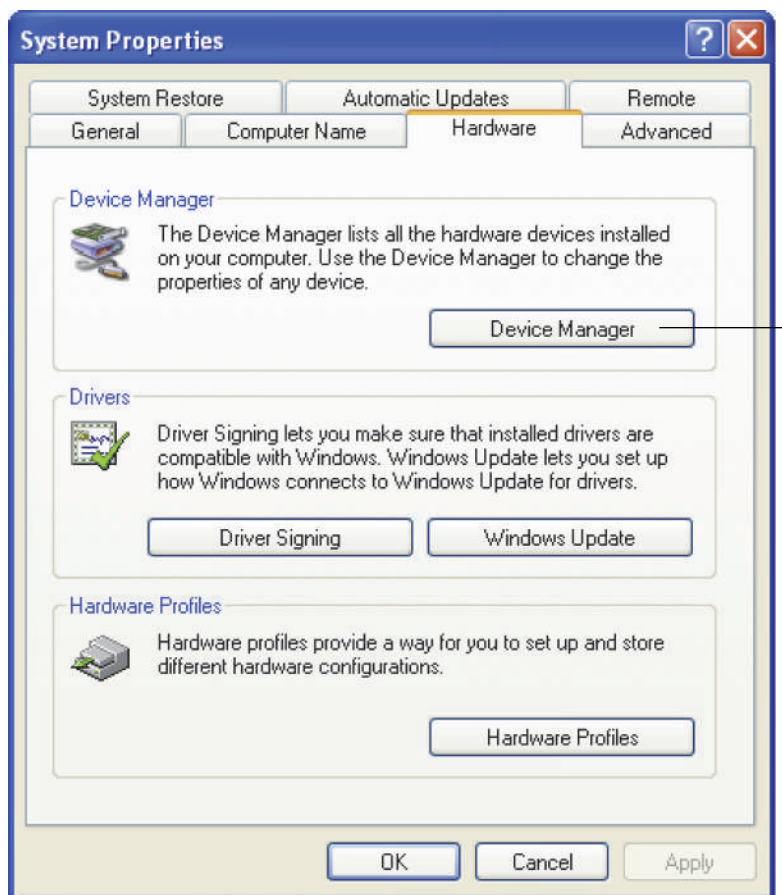 System Properties
System Restore
Automatic Updates
Remote
General
Computer Name
Hardware
Advanced
Device Manager
The Device Manager lists all the hardware devices installed
on your computer. Use the Device Manager to change the
properties of any device.
Device Manager
Drivers
Driver Signing lets you make sure that installed drivers are
compatible with Windows. Windows Update lets you set up
how Windows connects to Windows Update for drivers.
Driver Signing
Windows Update
Hardware Profiles
Hardware profiles provide a way for you to set up and store
different hardware configurations.
Hardware Profiles
OK
Cancel
Apply